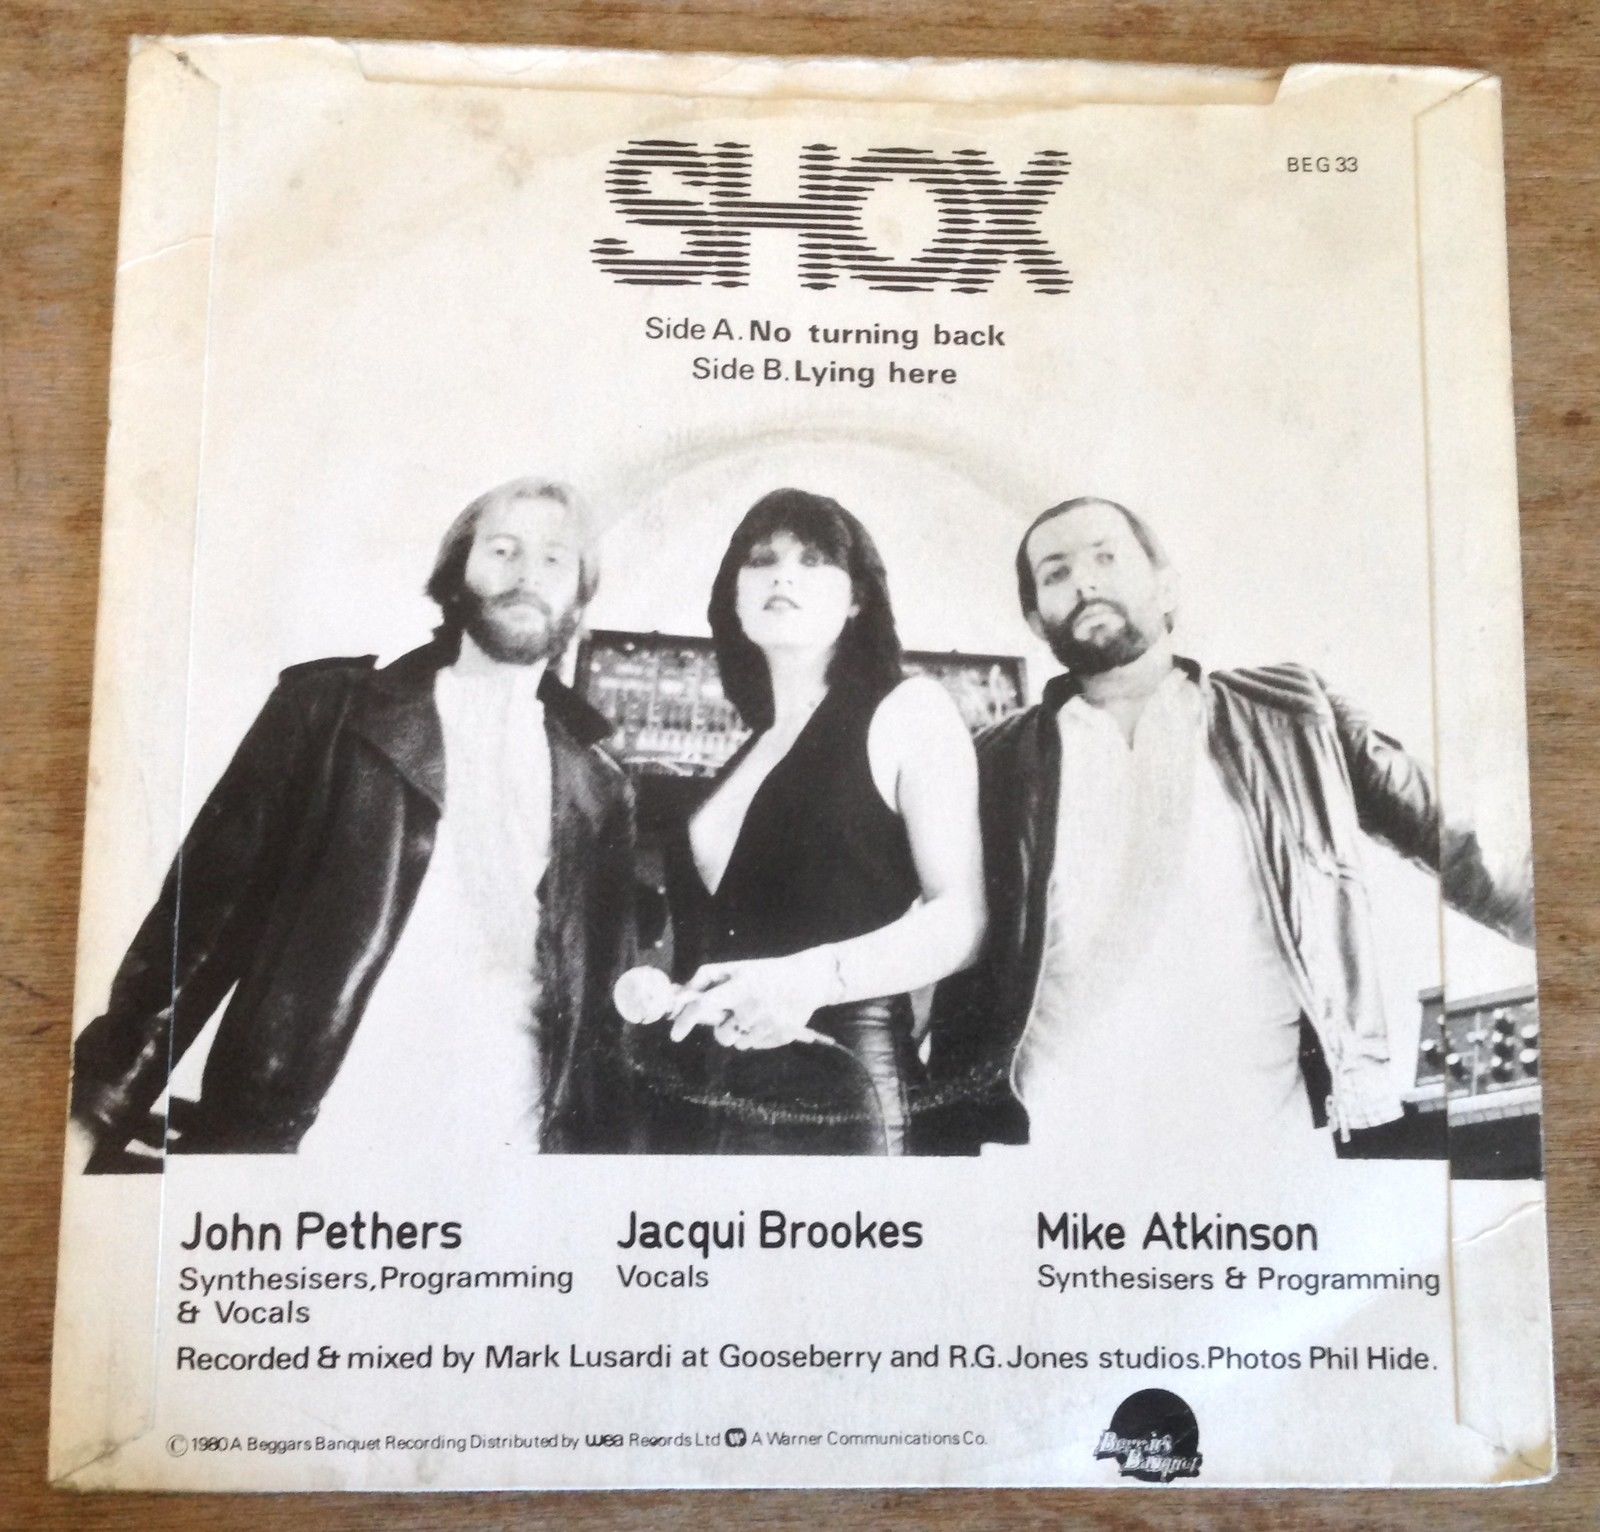 SHOX
BEG 33
Side A. No turning back
Side B. Lying here
John Pethers
Synthesisers, Programming
& Vocals
Jacqui Brookes
Vocals
Mike Atkinson
Synthesisers & Programming
Recorded & mixed by Mark Lusardi at Gooseberry and R.G. Jones studios. Photos Phil Hide.
© 1980 A Beggars Banquet Recording Distributed by wea Records Ltd W A Warner Communications Co.
Beggars
Banquet